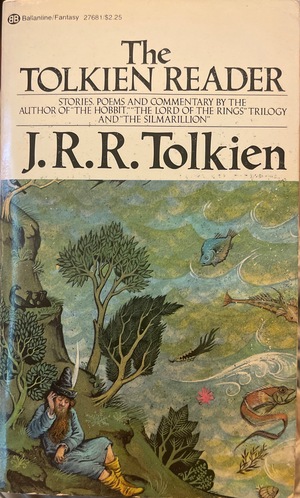 BB Ballantine/Fantasy 27681/$2.25
The
TOLKIEN READER
STORIES, POEMS AND COMMENTARY BY THE
AUTHOR OF "THE HOBBIT," "THE LORD OF THE RINGS" TRILOGY
AND "THE SILMARILLION"
J.R.R. Tolkien